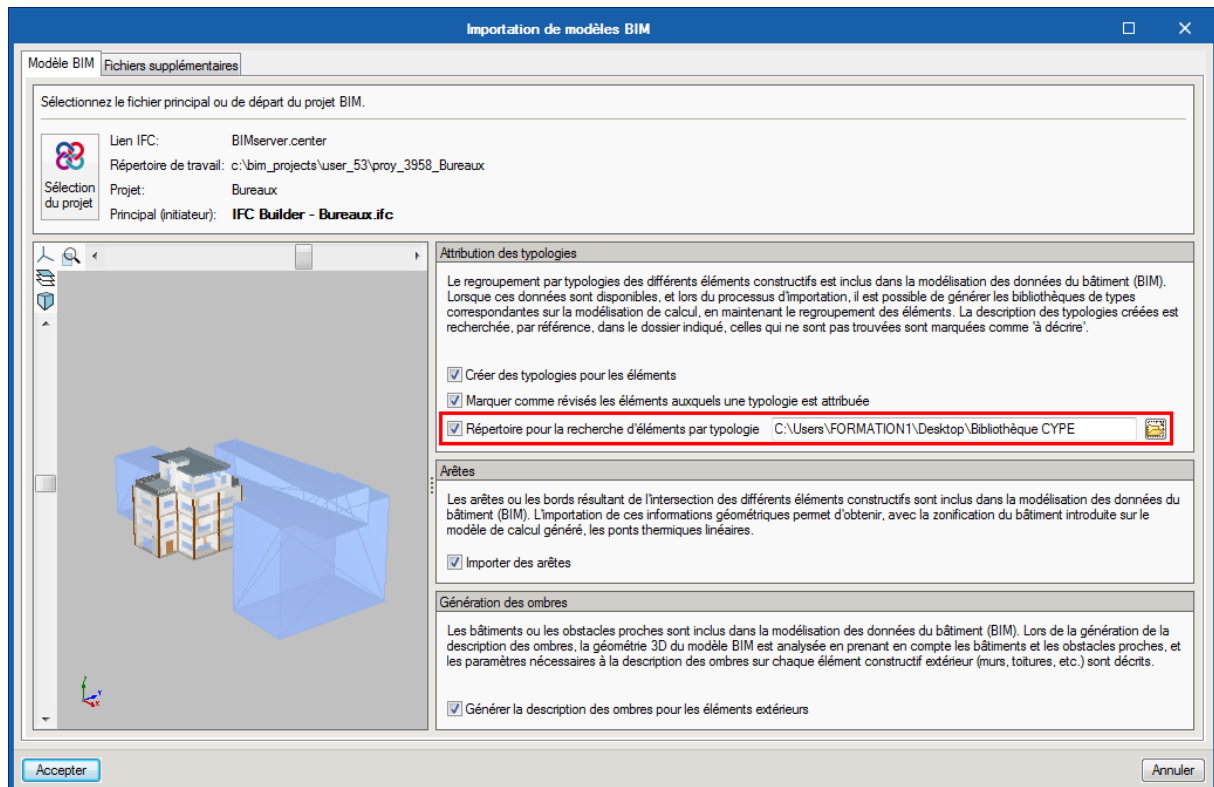 Importation de modèles BIM
Modèle BIM
Fichiers supplémentaires
Sélectionnez le fichier principal ou de départ du projet BIM.
Sélection
du projet
Lien IFC: BIMserver.center
Répertoire de travail: c:\bim_projects\user_53\proy_3958_Bureaux
Projet: Bureaux
Principal (initiateur): IFC Builder - Bureaux.ifc
Attribution des typologies
Le regroupement par typologies des différents éléments constructifs est inclus dans la modélisation des données du bâtiment (BIM).
Lorsque ces données sont disponibles, et lors du processus d'importation, il est possible de générer les bibliothèques de types
correspondantes sur la modélisation de calcul, en maintenant le regroupement des éléments. La description des typologies créées est
recherchée, par référence, dans le dossier indiqué, celles qui ne sont pas trouvées sont marquées comme 'à décrire'.
Créer des typologies pour les éléments
Marquer comme révisés les éléments auxquels une typologie est attribuée
Répertoire pour la recherche d'éléments par typologie C:\Users\FORMATION1\Desktop\Bibliothèque CYPE
Arêtes
Les arêtes ou les bords résultant de l'intersection des différents éléments constructifs sont inclus dans la modélisation des données du
bâtiment (BIM). L'importation de ces informations géométriques permet d'obtenir, avec la zonification du bâtiment introduite sur le
modèle de calcul généré, les ponts thermiques linéaires.
Importer des arêtes
Génération des ombres
Les bâtiments ou les obstacles proches sont inclus dans la modélisation des données du bâtiment (BIM). Lors de la génération de la
description des ombres, la géométrie 3D du modèle BIM est analysée en prenant en compte les bâtiments et les obstacles proches, et
les paramètres nécessaires à la description des ombres sur chaque élément constructif extérieur (murs, toitures, etc.) sont décrits.
Générer la description des ombres pour les éléments extérieurs
Accepter
Annuler